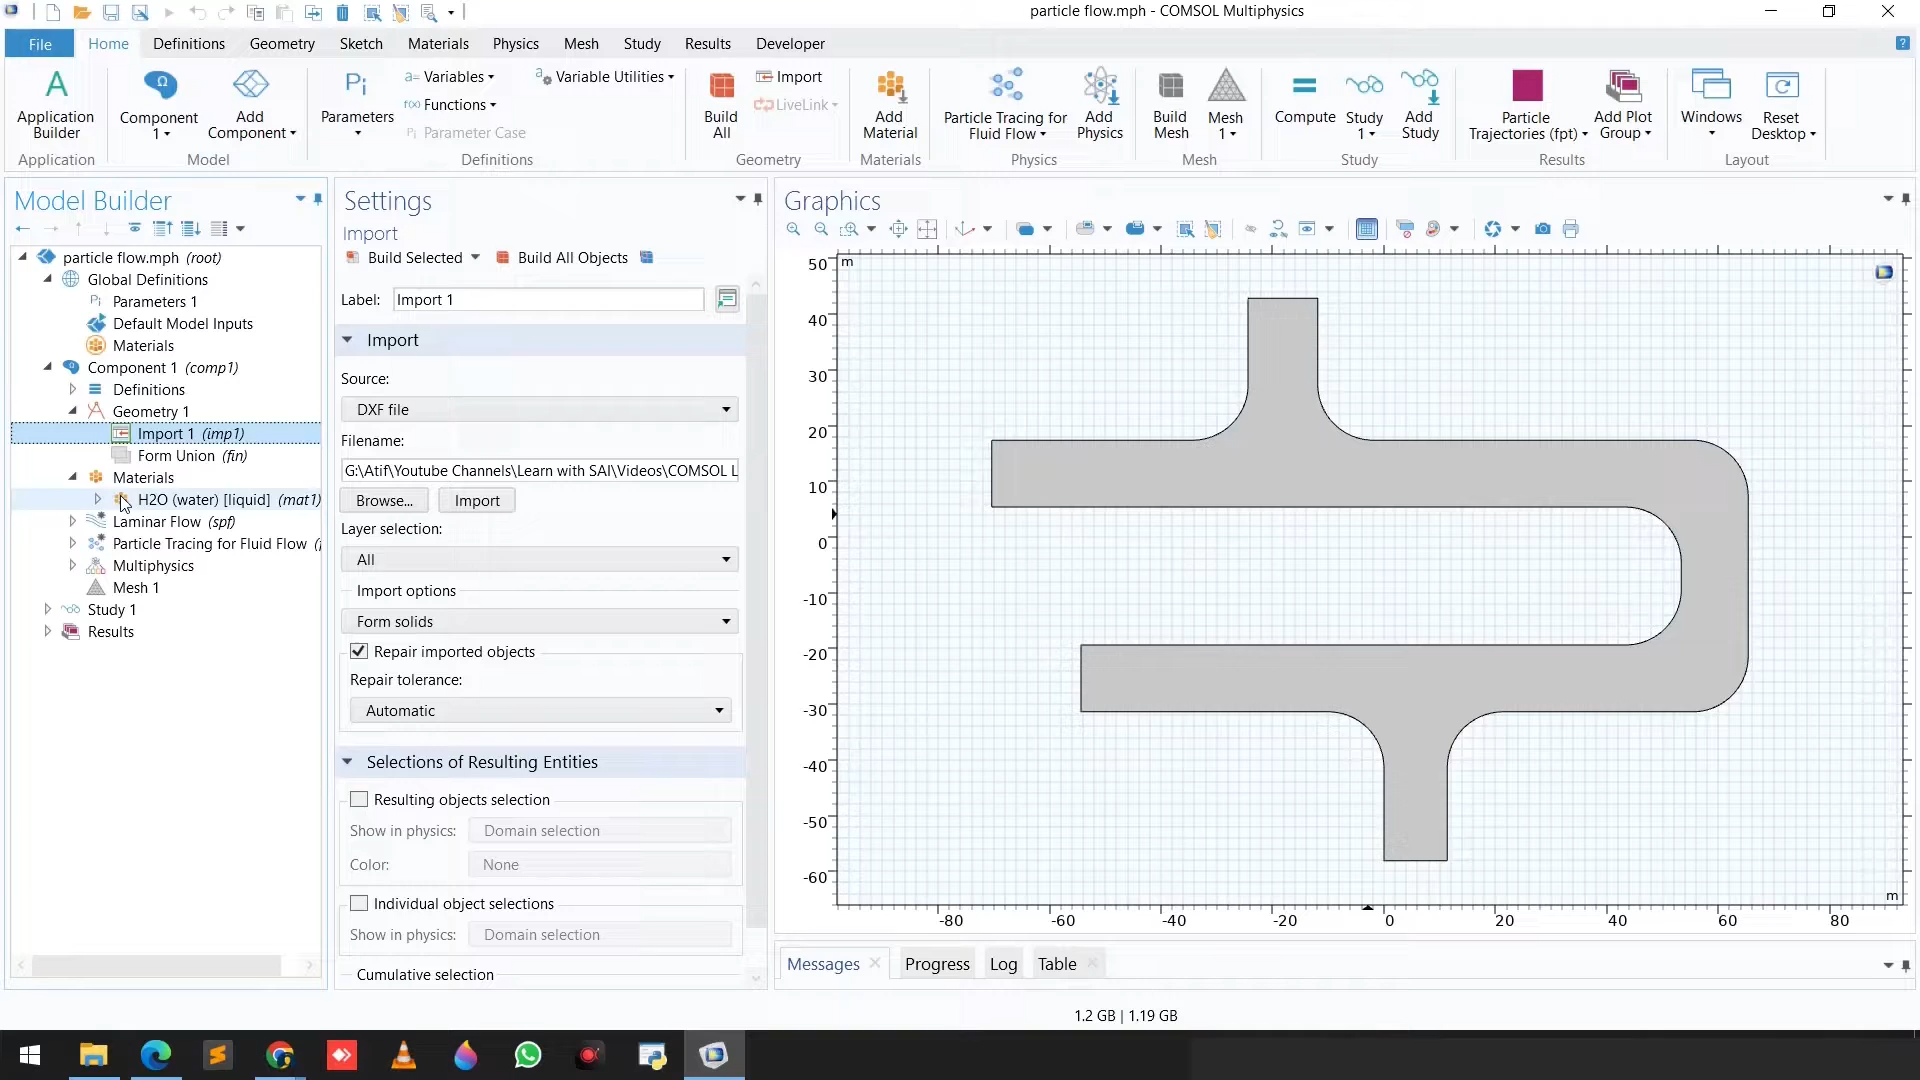 particle flow.mph - COMSOL Multiphysics
File Home Definitions Geometry Sketch Materials Physics Mesh Study Results Developer
Application Builder
Application
Component 1
Add Component
Model
Parameters
a= Variables
f(x) Functions
Pi Parameter Case
Variable Utilities
Definitions
Build All
Import
LiveLink
Geometry
Add Material
Materials
Particle Tracing for Fluid Flow
Add Physics
Physics
Build Mesh
Mesh 1
Mesh
Compute
Study 1
Add Study
Study
Particle Trajectories (fpt)
Add Plot Group
Results
Windows
Reset Desktop
Layout
Model Builder
particle flow.mph (root)
Global Definitions
Pi Parameters 1
Default Model Inputs
Materials
Component 1 (comp1)
Definitions
Geometry 1
Import 1 (imp1)
Form Union (fin)
Materials
H2O (water) [liquid] (mat1)
Laminar Flow (spf)
Particle Tracing for Fluid Flow (
Multiphysics
Mesh 1
Study 1
Results
Settings
Import
Build Selected
Build All Objects
Label: Import 1
Import
Source:
DXF file
Filename:
G:\Atif\Youtube Channels\Learn with SAI\Videos\COMSOL L
Browse...
Import
Layer selection:
All
Import options
Form solids
Repair imported objects
Repair tolerance:
Automatic
Selections of Resulting Entities
Resulting objects selection
Show in physics: Domain selection
Color: None
Individual object selections
Show in physics: Domain selection
Cumulative selection
Graphics
m
50
40
30
20
10
0
-10
-20
-30
-40
-50
-60
m
-80 -60 -40 -20 0 20 40 60 80
Messages Progress Log Table
1.2 GB | 1.19 GB